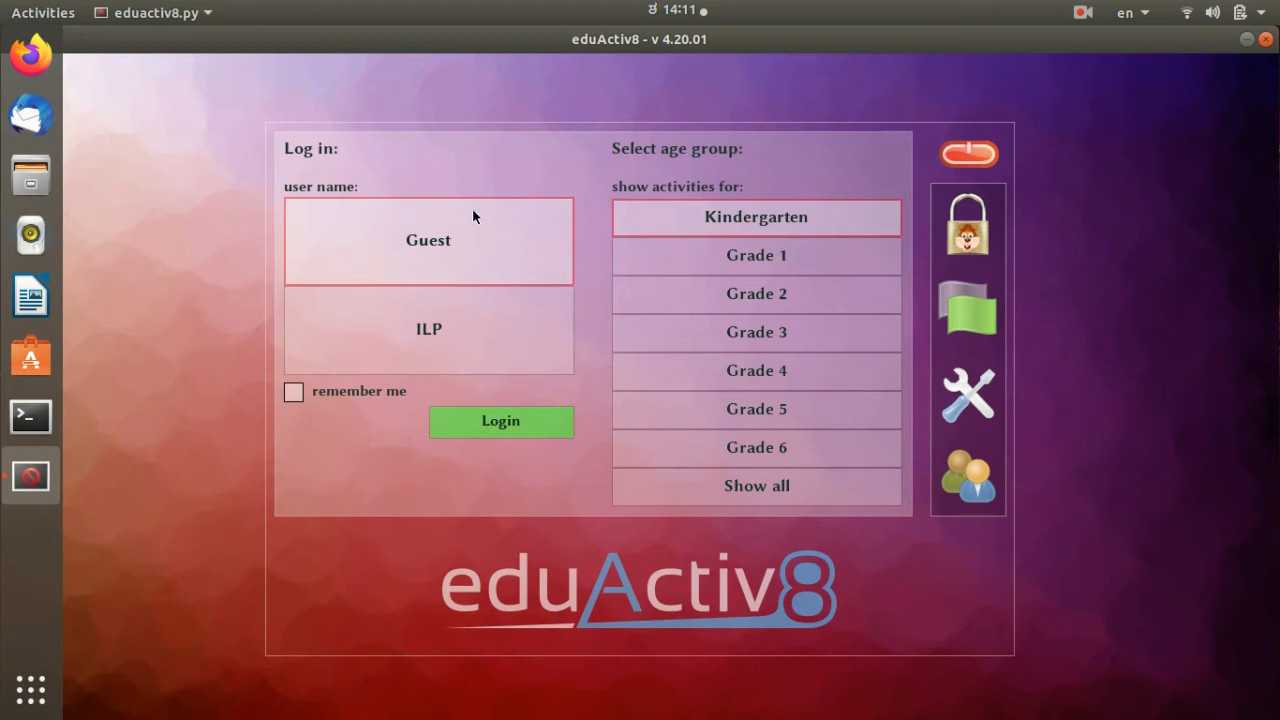 Activities
eduactiv8.py
14:11
en
eduActiv8 - v 4.20.01
Log in:
user name:
Guest
ILP
remember me
Login
Select age group:
show activities for:
Kindergarten
Grade 1
Grade 2
Grade 3
Grade 4
Grade 5
Grade 6
Show all
eduActiv8